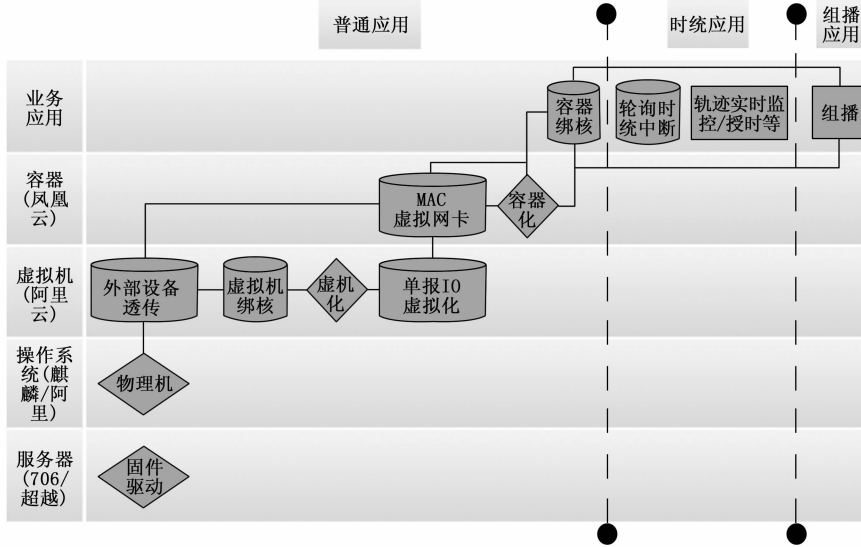 普通应用
时统应用
组播
应用
业务
应用
容器
绑核
轮询时
统中断
轨迹实时监
控/授时等
组播
容器
(凤凰
云)
MAC
虚拟网卡
容器
化
虚拟机
(阿里
云)
外部设备
透传
虚拟机
绑核
虚机
化
单报IO
虚拟化
操作系
统(麒
麟/阿
里)
物理机
服务器
(706/
超越)
固件
驱动